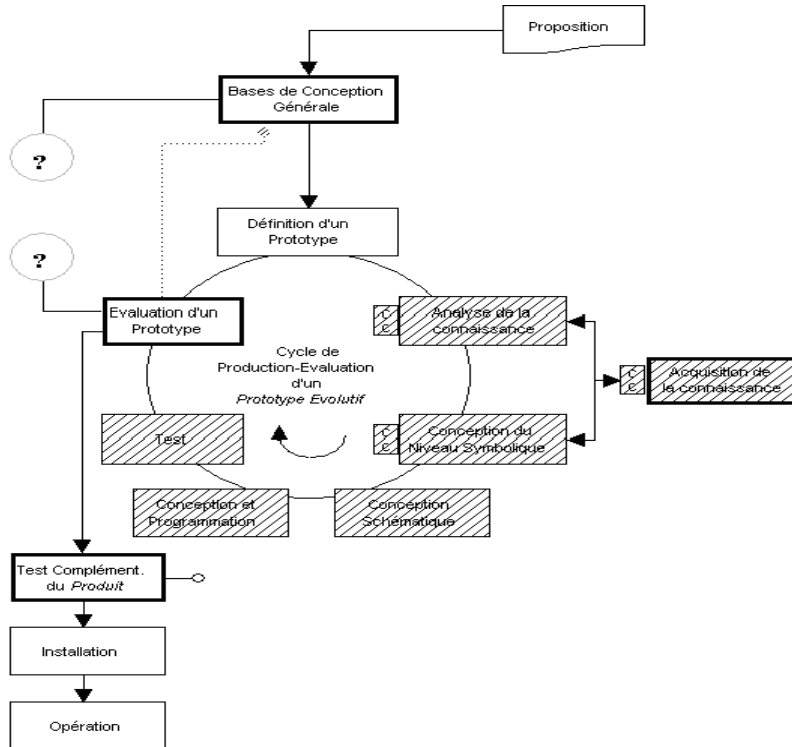 Proposition
Bases de Conception
Générale
?
Définition d'un
Prototype
?
Evaluation d'un
Prototype
C
C
Analyse de la
connaissance
Cycle de
Production-Evaluation
d'un
Prototype Evolutif
C
C
Acquisition de
la connaissance
Test
C
C
Conception du
Niveau Symbolique
Conception et
Programmation
Conception
Schématique
Test Complément.
du Produit
Installation
Opération